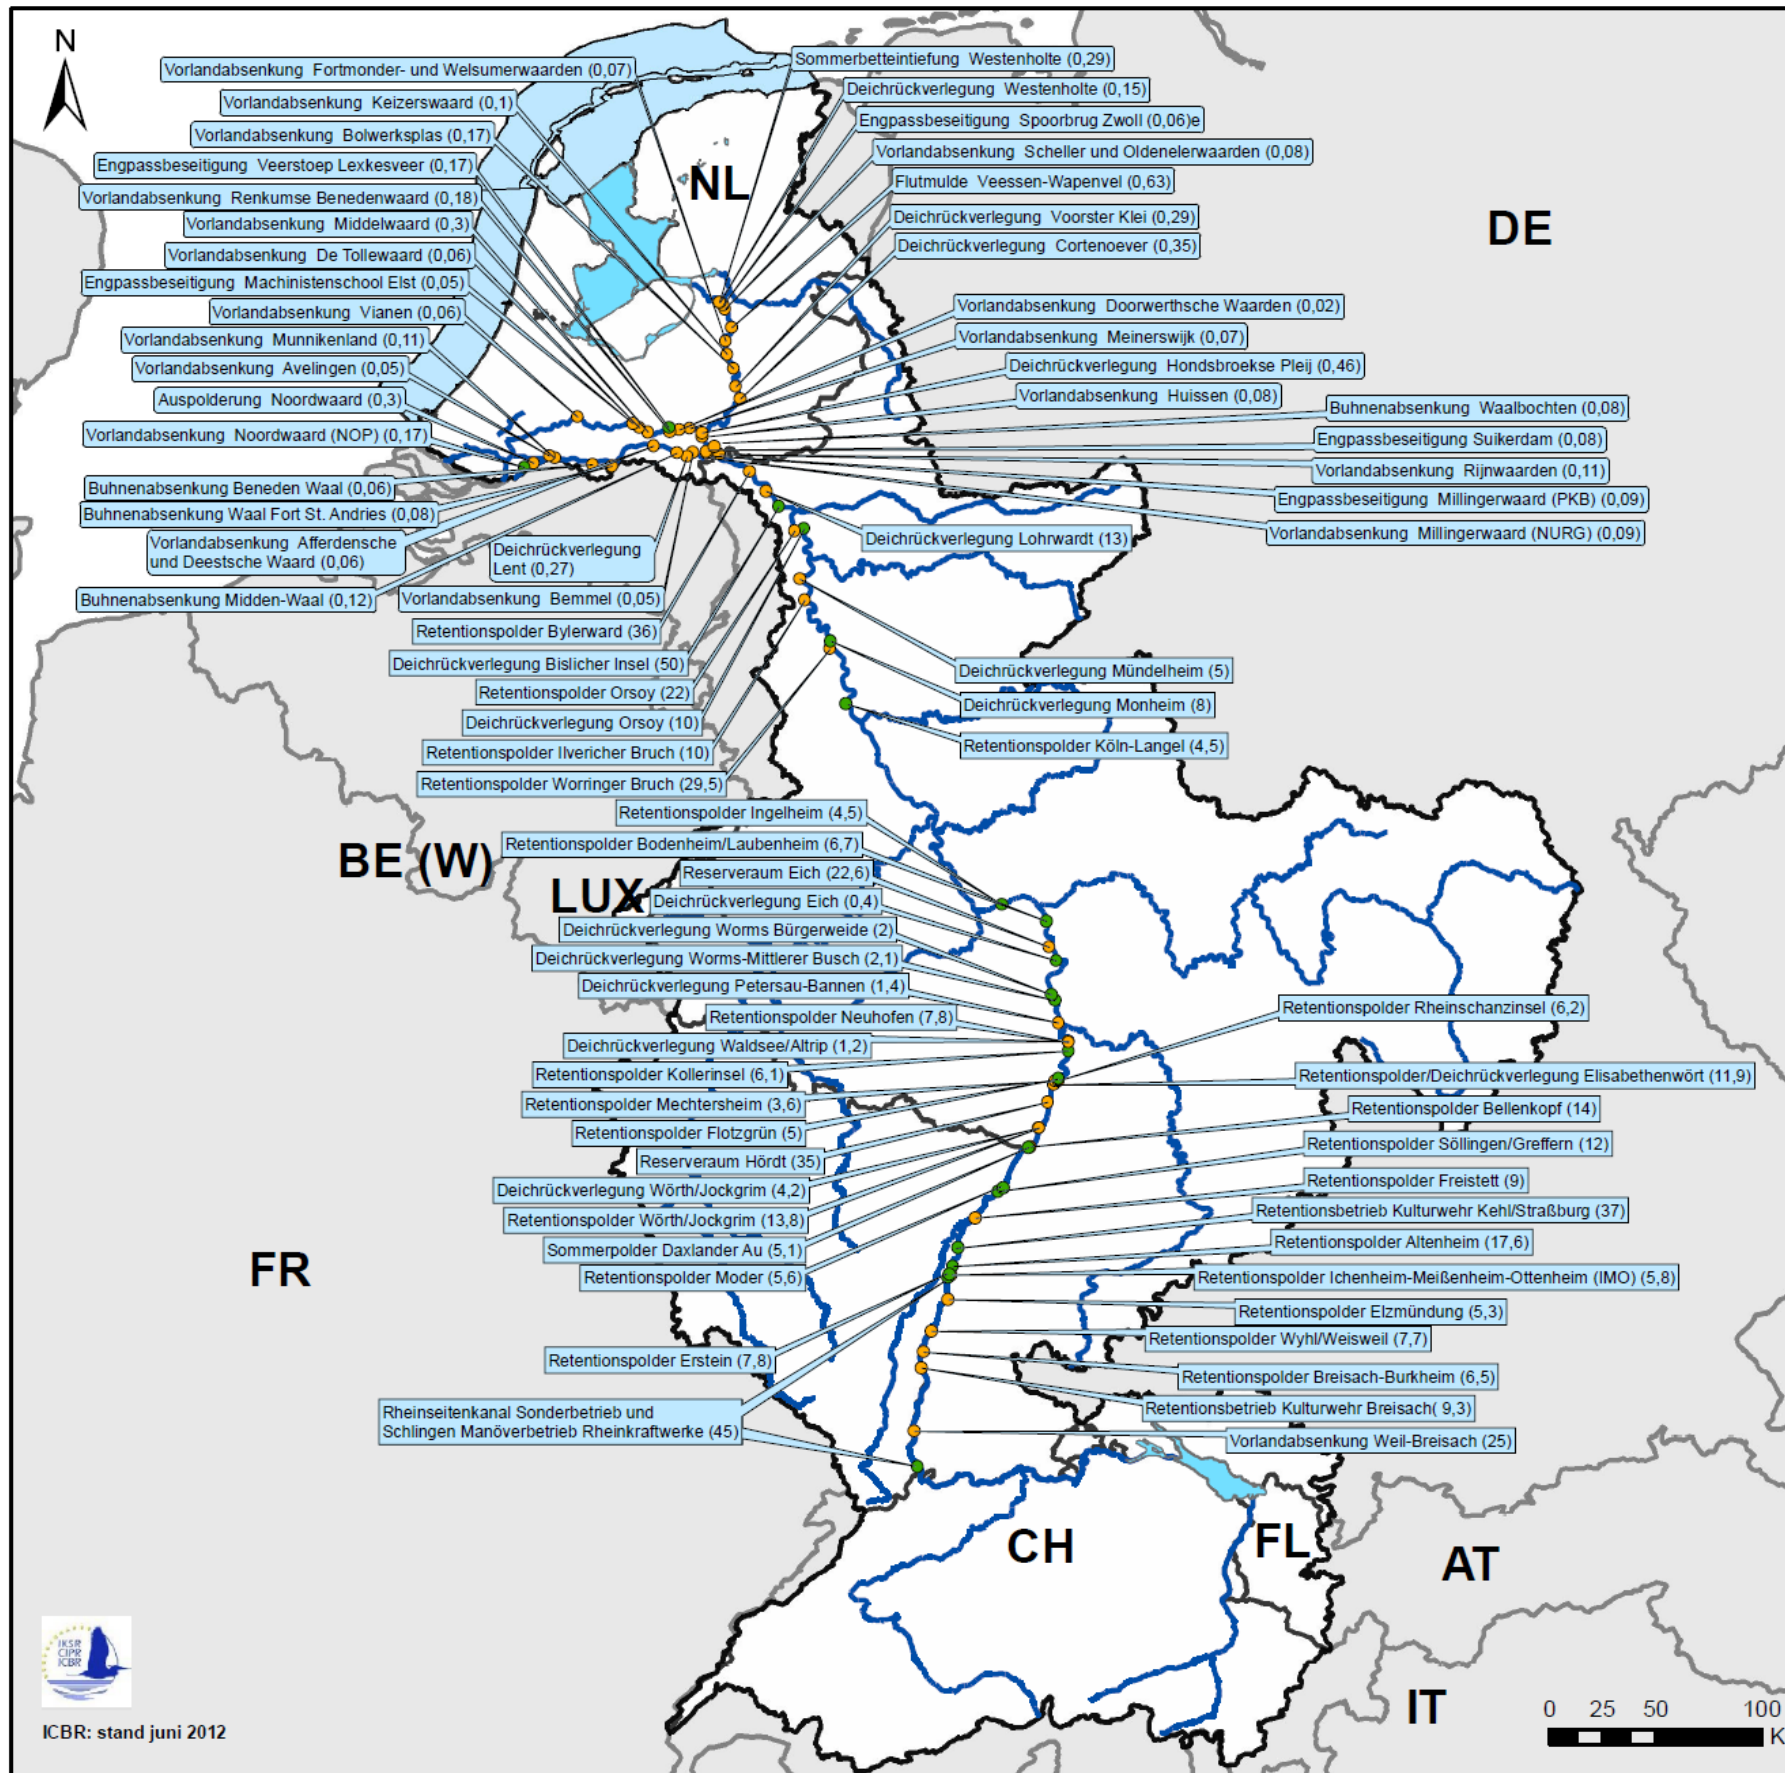 N
Vorlandabsenkung Fortmonder- und Welsumerwaarden (0,07)
Vorlandabsenkung Keizerswaard (0,1)
Vorlandabsenkung Bolwerksplas (0,17)
Engpassbeseitigung Veerstoep Lexkesveer (0,17)
Vorlandabsenkung Renkumse Benedenwaard (0,18)
Vorlandabsenkung Middelwaard (0,3)
Vorlandabsenkung De Tollewaard (0,06)
Engpassbeseitigung Machinistenschool Elst (0,05)
Vorlandabsenkung Vianen (0,06)
Vorlandabsenkung Munnikenland (0,11)
Vorlandabsenkung Avelingen (0,05)
Auspolderung Noordwaard (0,3)
Vorlandabsenkung Noordwaard (NOP) (0,17)
Buhnenabsenkung Beneden Waal (0,06)
Buhnenabsenkung Waal Fort St. Andries (0,08)
Vorlandabsenkung Afferdensche
und Deestsche Waard (0,06)
Buhnenabsenkung Midden-Waal (0,12)
Deichrückverlegung
Lent (0,27)
Vorlandabsenkung Bemmel (0,05)
Retentionspolder Bylerward (36)
Deichrückverlegung Bislicher Insel (50)
Retentionspolder Orsoy (22)
Deichrückverlegung Orsoy (10)
Retentionspolder Ilvericher Bruch (10)
Retentionspolder Worringer Bruch (29,5)
Sommerbetteintiefung Westenholte (0,29)
Deichrückverlegung Westenholte (0,15)
Engpassbeseitigung Spoorbrug Zwoll (0,06)e
Vorlandabsenkung Scheller und Oldenelerwaarden (0,08)
Flutmulde Veessen-Wapenvel (0,63)
Deichrückverlegung Voorster Klei (0,29)
Deichrückverlegung Cortenoever (0,35)
Vorlandabsenkung Doorwerthsche Waarden (0,02)
Vorlandabsenkung Meinerswijk (0,07)
Deichrückverlegung Hondsbroekse Pleij (0,46)
Vorlandabsenkung Huissen (0,08)
Buhnenabsenkung Waalbochten (0,08)
Engpassbeseitigung Suikerdam (0,08)
Vorlandabsenkung Rijnwaarden (0,11)
Engpassbeseitigung Millingerwaard (PKB) (0,09)
Vorlandabsenkung Millingerwaard (NURG) (0,09)
Deichrückverlegung Lohrwardt (13)
Deichrückverlegung Mündelheim (5)
Deichrückverlegung Monheim (8)
Retentionspolder Köln-Langel (4,5)
NL
DE
BE (W)
LUX
Retentionspolder Ingelheim (4,5)
Retentionspolder Bodenheim/Laubenheim (6,7)
Reserveraum Eich (22,6)
Deichrückverlegung Eich (0,4)
Deichrückverlegung Worms Bürgerweide (2)
Deichrückverlegung Worms-Mittlerer Busch (2,1)
Deichrückverlegung Petersau-Bannen (1,4)
Retentionspolder Neuhofen (7,8)
Deichrückverlegung Waldsee/Altrip (1,2)
Retentionspolder Kollerinsel (6,1)
Retentionspolder Mechtersheim (3,6)
Retentionspolder Flotzgrün (5)
Reserveraum Hördt (35)
Deichrückverlegung Wörth/Jockgrim (4,2)
Retentionspolder Wörth/Jockgrim (13,8)
Sommerpolder Daxlander Au (5,1)
Retentionspolder Moder (5,6)
Retentionspolder Erstein (7,8)
Rheinseitenkanal Sonderbetrieb und
Schlingen Manöverbetrieb Rheinkraftwerke (45)
Retentionspolder Rheinschanzinsel (6,2)
Retentionspolder/Deichrückverlegung Elisabethenwört (11,9)
Retentionspolder Bellenkopf (14)
Retentionspolder Söllingen/Greffern (12)
Retentionspolder Freistett (9)
Retentionsbetrieb Kulturwehr Kehl/Straßburg (37)
Retentionspolder Altenheim (17,6)
Retentionspolder Ichenheim-Meißenheim-Ottenheim (IMO) (5,8)
Retentionspolder Elzmündung (5,3)
Retentionspolder Wyhl/Weisweil (7,7)
Retentionspolder Breisach-Burkheim (6,5)
Retentionsbetrieb Kulturwehr Breisach( 9,3)
Vorlandabsenkung Weil-Breisach (25)
FR
CH
FL
AT
IT
IKSR
CIPR
ICBR
ICBR: stand juni 2012
0 25 50 100
K